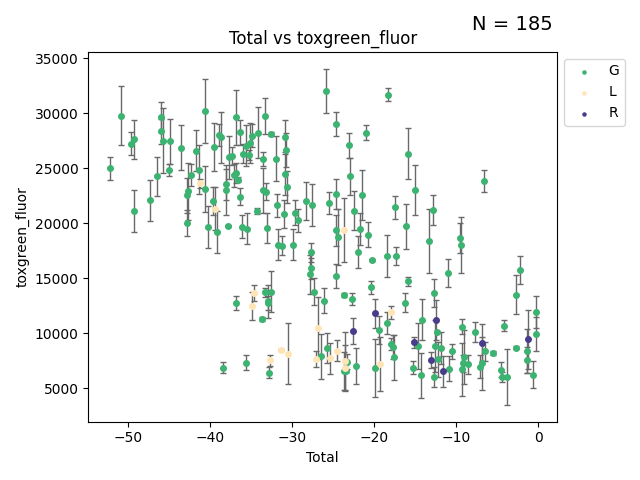 N = 185
Total vs toxgreen_fluor
35000
30000
25000
20000
15000
10000
5000
toxgreen_fluor
−50 −40 −30 −20 −10 0
Total
G
L
R